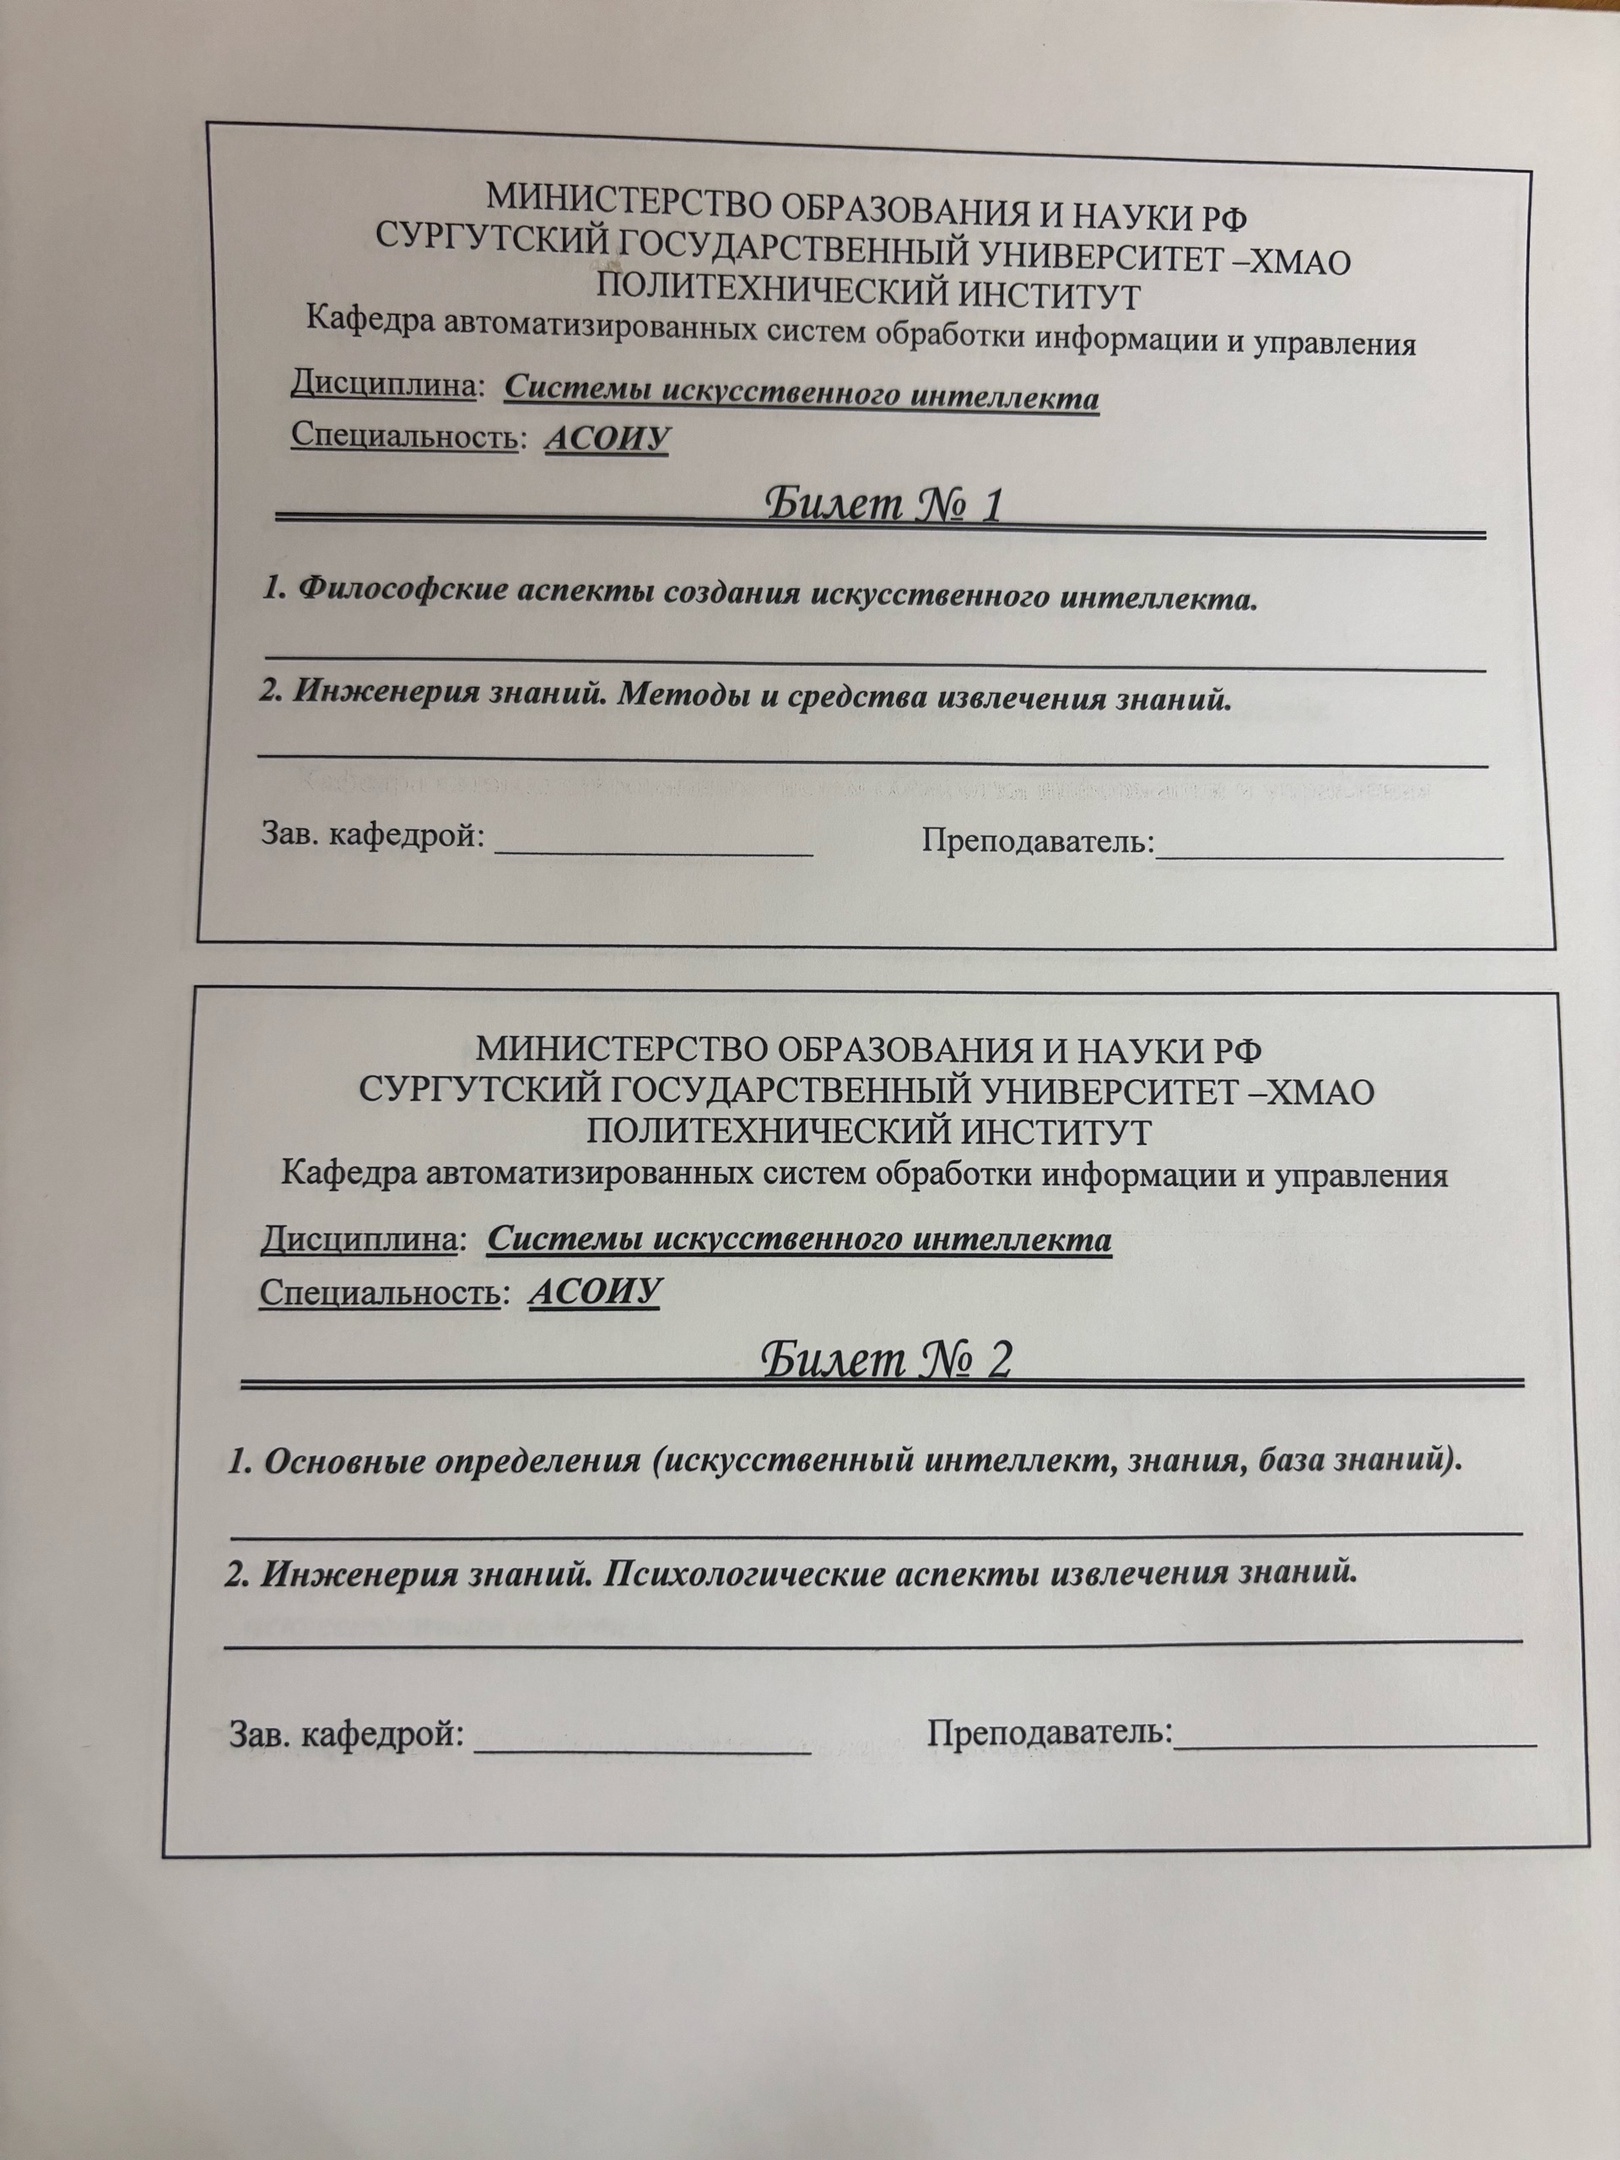 МИНИСТЕРСТВО ОБРАЗОВАНИЯ И НАУКИ РФ
СУРГУТСКИЙ ГОСУДАРСТВЕННЫЙ УНИВЕРСИТЕТ –ХМАО
ПОЛИТЕХНИЧЕСКИЙ ИНСТИТУТ
Кафедра автоматизированных систем обработки информации и управления
Дисциплина: Системы искусственного интеллекта
Специальность: АСОИУ
Билет № 1
1. Философские аспекты создания искусственного интеллекта.
2. Инженерия знаний. Методы и средства извлечения знаний.
Зав. кафедрой: Преподаватель:
МИНИСТЕРСТВО ОБРАЗОВАНИЯ И НАУКИ РФ
СУРГУТСКИЙ ГОСУДАРСТВЕННЫЙ УНИВЕРСИТЕТ –ХМАО
ПОЛИТЕХНИЧЕСКИЙ ИНСТИТУТ
Кафедра автоматизированных систем обработки информации и управления
Дисциплина: Системы искусственного интеллекта
Специальность: АСОИУ
Билет № 2
1. Основные определения (искусственный интеллект, знания, база знаний).
2. Инженерия знаний. Психологические аспекты извлечения знаний.
Зав. кафедрой: Преподаватель: